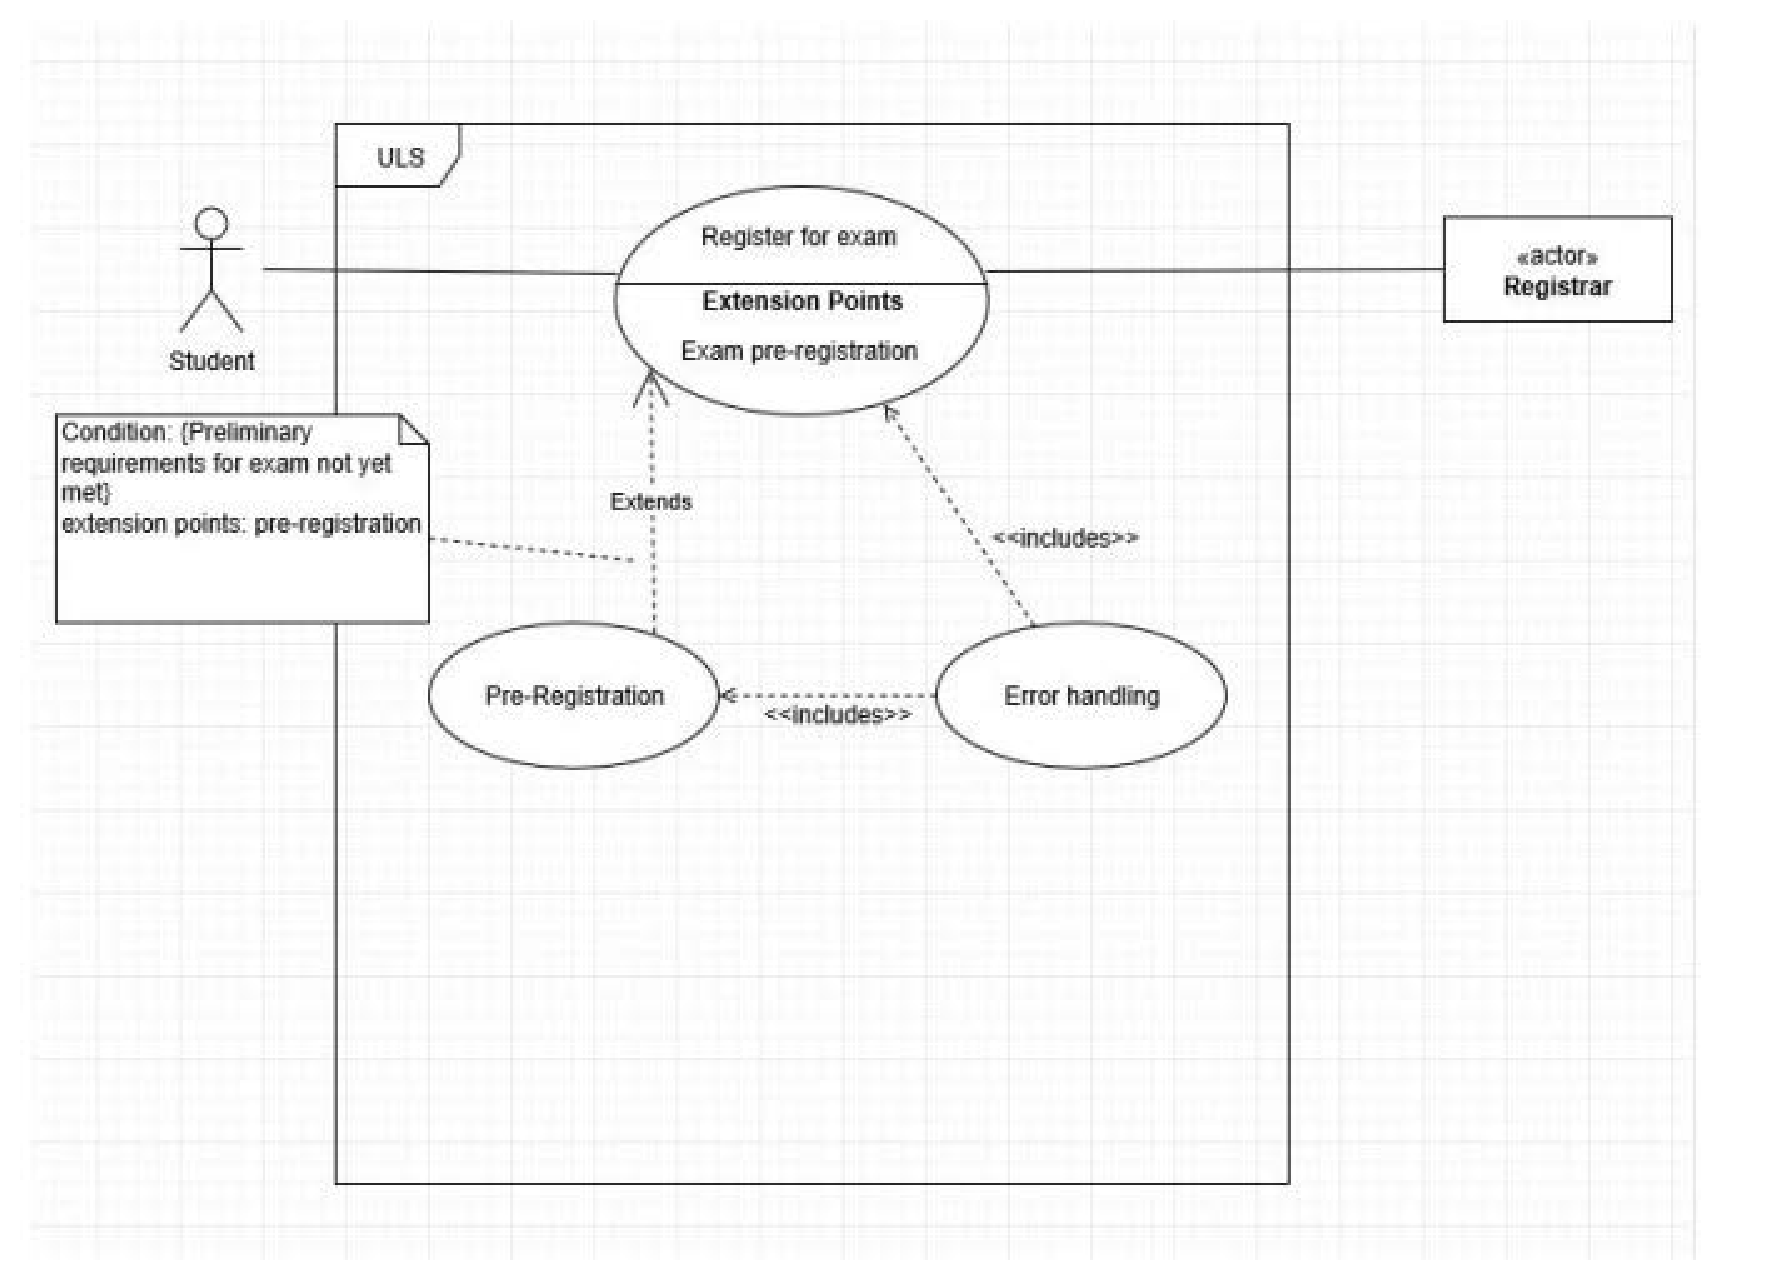 ULS
Register for exam
Extension Points
Exam pre-registration
Student
«actor»
Registrar
Condition: {Preliminary
requirements for exam not yet
met}
extension points: pre-registration
Extends
<<includes>>
Pre-Registration
<<includes>>
Error handling